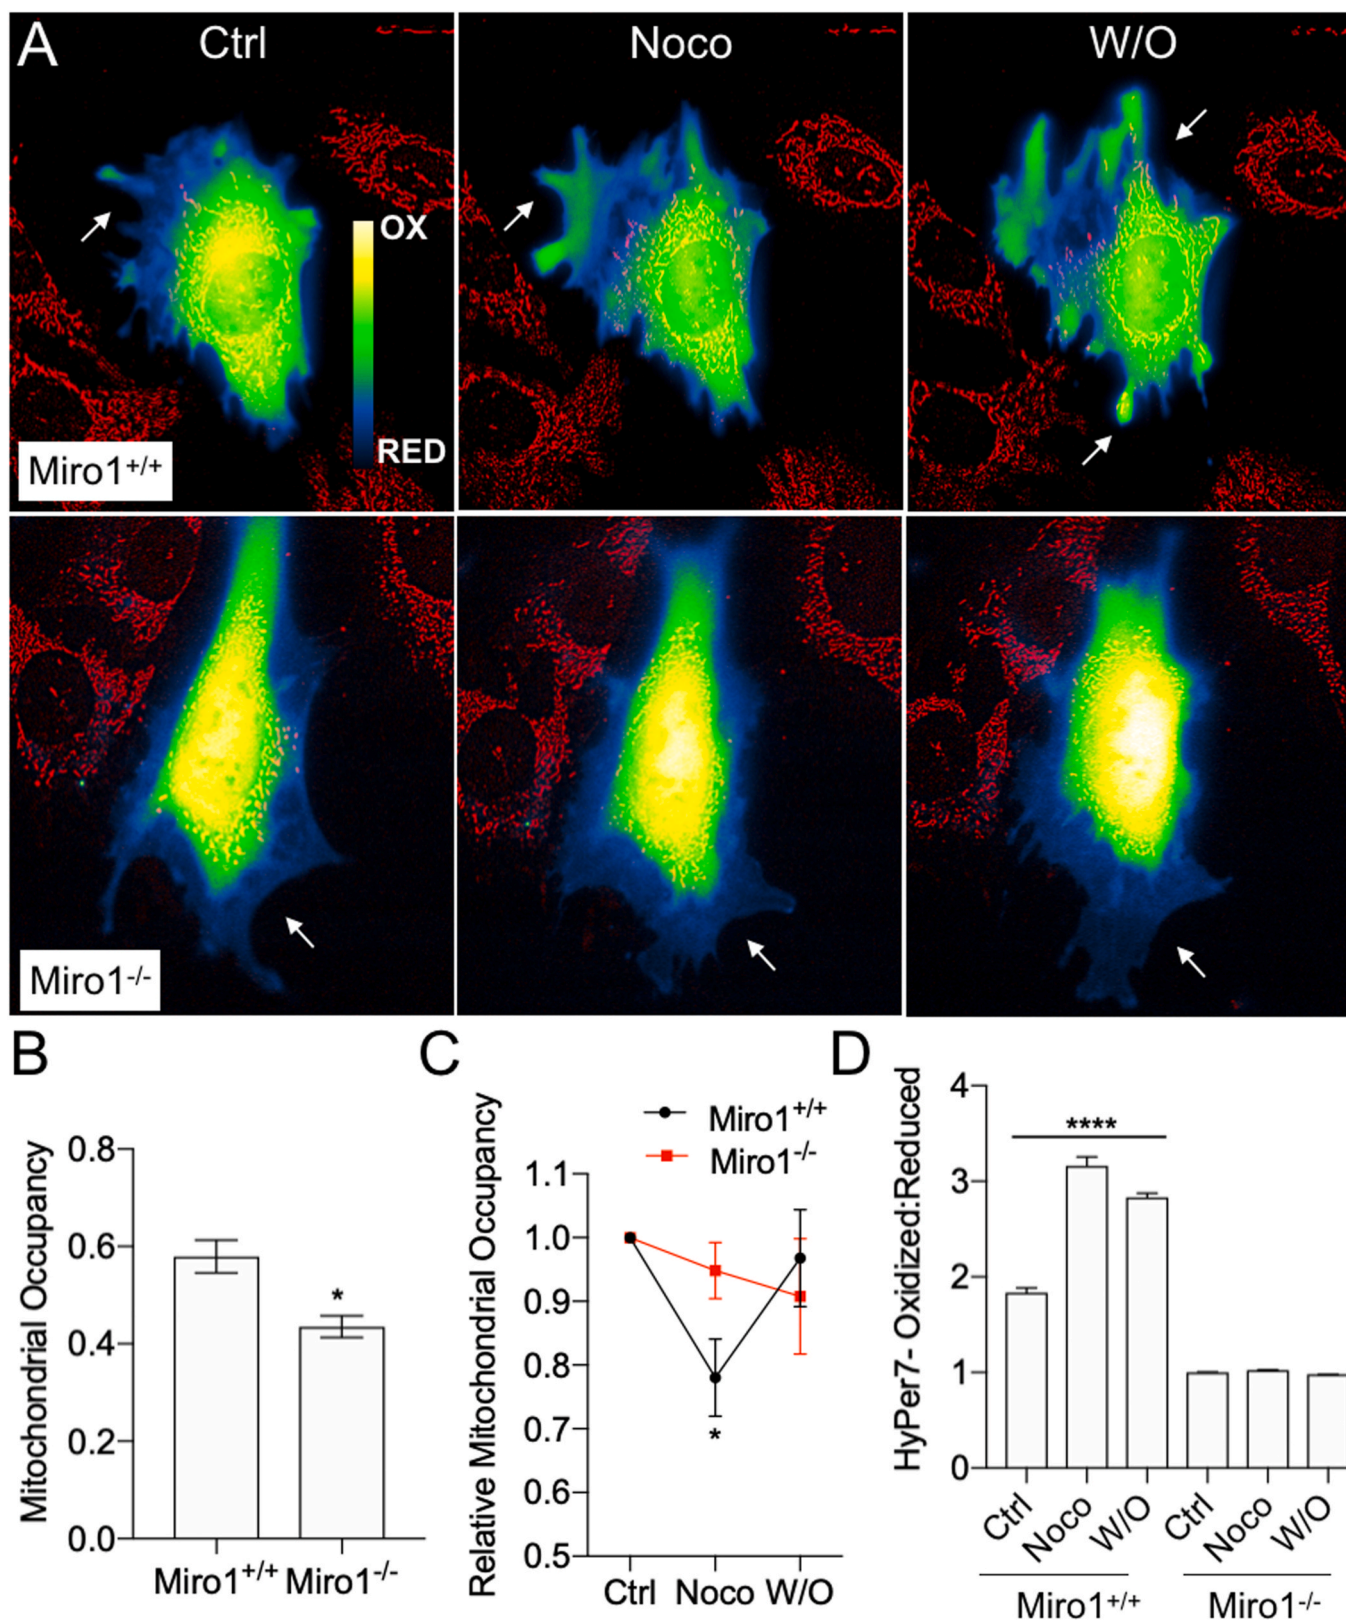 A
Ctrl
Noco
W/O
OX
RED
Miro1+/+
Miro1-/-
B
Mitochondrial Occupancy
0.8
0.6
0.4
0.2
0.0
*
Miro1+/+ Miro1-/-
C
Relative Mitochondrial Occupancy
Miro1+/+
Miro1-/-
1.1
1.0
0.9
0.8
0.7
0.6
0.5
*
Ctrl Noco W/O
D
HyPer7- Oxidized:Reduced
4
3
2
1
0
****
Ctrl Noco W/O Ctrl Noco W/O
Miro1+/+ Miro1-/-